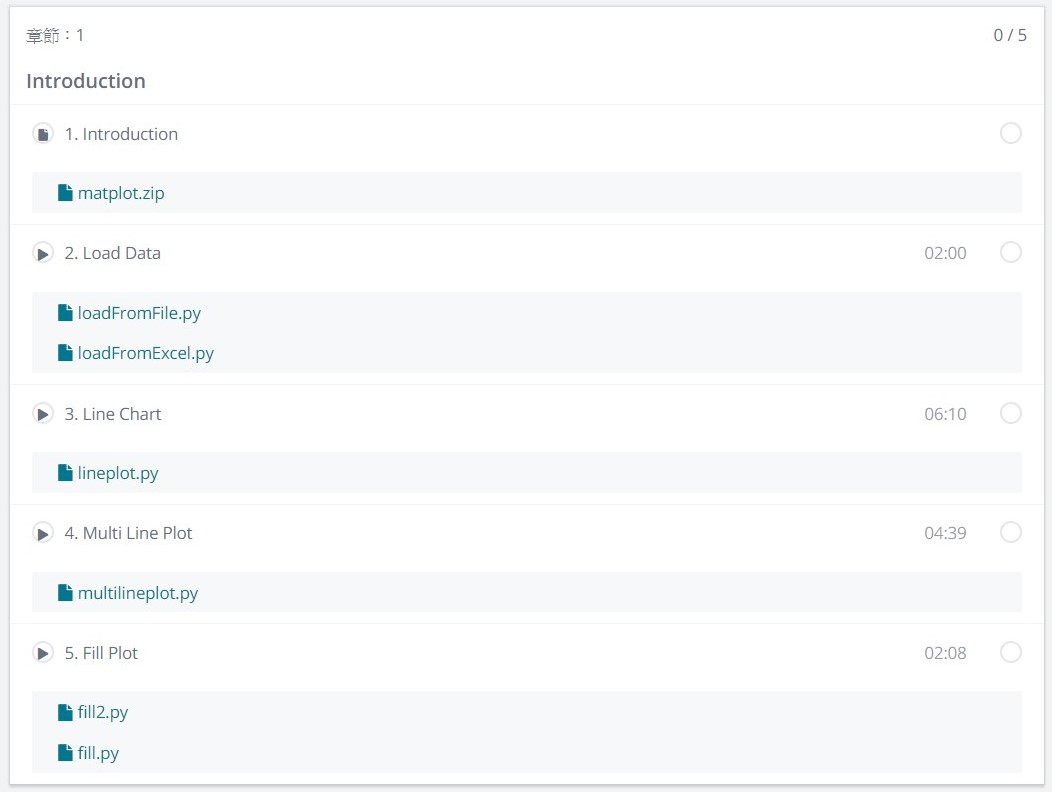 章節：1
0 / 5
Introduction
1. Introduction
matplot.zip
2. Load Data
02:00
loadFromFile.py
loadFromExcel.py
3. Line Chart
06:10
lineplot.py
4. Multi Line Plot
04:39
multilineplot.py
5. Fill Plot
02:08
fill2.py
fill.py